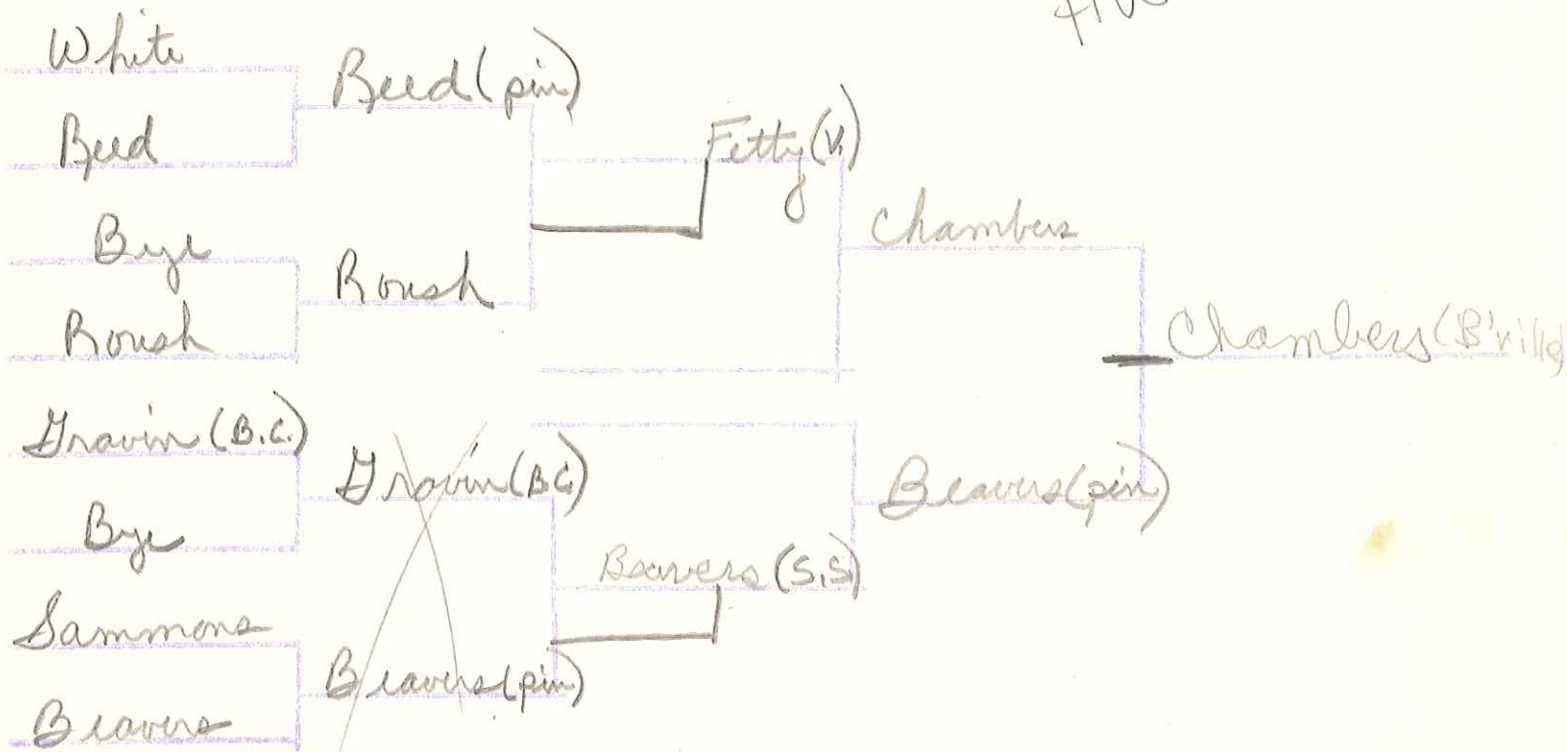 White
Beed (pin)
Beed
Fetty (V.)
Bye
Chambers
Roush
Roush
Chambers (B'ville)
Gravin (B.C.)
Gravin (B.C.)
Beavers (pin)
Bye
Beavers (S.S.)
Sammons
Beavers (pin)
Beavers